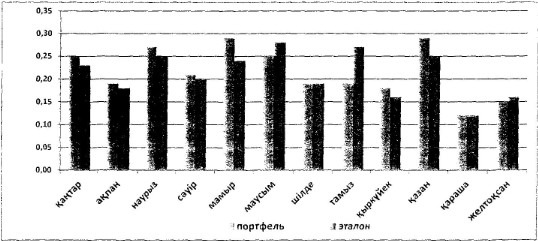 0,35
0,30
0,25
0,20
0,15
0,10
0,05
0,00
қаңтар
ақпан
наурыз
сәуір
мамыр
маусым
шілде
тамыз
қыркүйек
қазан
қараша
желтоқсан
портфель эталон